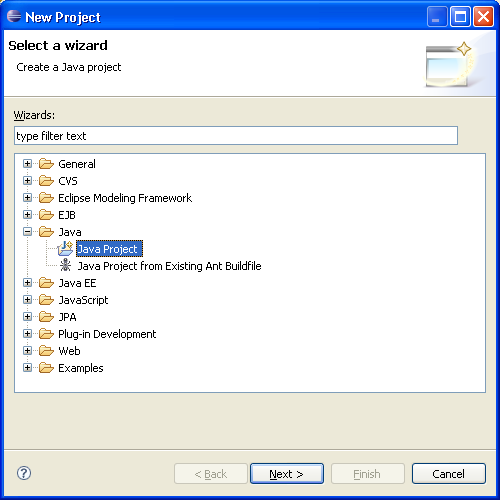 New Project
Select a wizard
Create a Java project
Wizards:
type filter text
General
CVS
Eclipse Modeling Framework
EJB
Java
Java Project
Java Project from Existing Ant Buildfile
Java EE
JavaScript
JPA
Plug-in Development
Web
Examples
? < Back Next > Finish Cancel